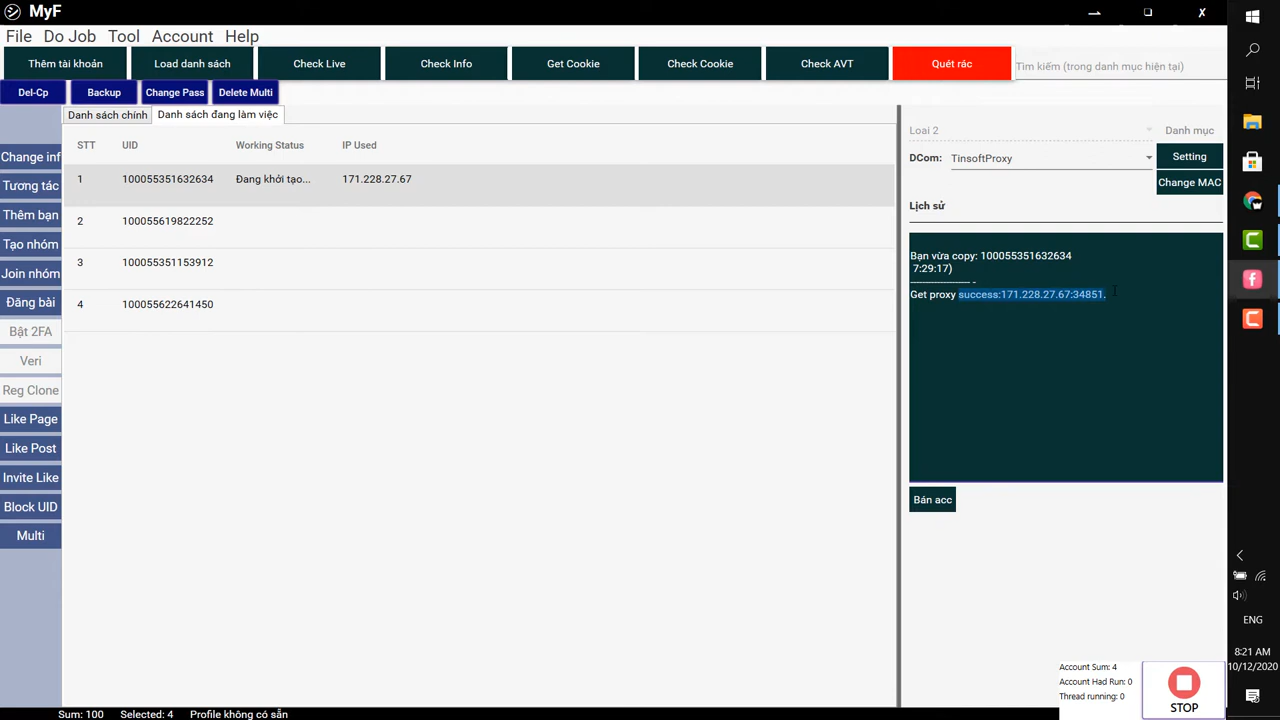 MyF
File Do Job Tool Account Help
Thêm tài khoản Load danh sách Check Live Check Info Get Cookie Check Cookie Check AVT Quét rác Tìm kiếm (trong danh mục hiện tại)
Del-Cp Backup Change Pass Delete Multi
Danh sách chính Danh sách đang làm việc
STT UID Working Status IP Used
1 100055351632634 Đang khởi tạo... 171.228.27.67
2 100055619822252
3 100055351153912
4 100055622641450
Change inf
Tương tác
Thêm bạn
Tạo nhóm
Join nhóm
Đăng bài
Bật 2FA
Veri
Reg Clone
Like Page
Like Post
Invite Like
Block UID
Multi
Loai 2 Danh mục
DCom: TinsoftProxy Setting
Change MAC
Lịch sử
Bạn vừa copy: 100055351632634
7:29:17)
-------------------- -
Get proxy success:171.228.27.67:34851.
Bán acc
Account Sum: 4
Account Had Run: 0
Thread running: 0
STOP
ENG
8:21 AM
10/12/2020
Sum: 100 Selected: 4 Profile không có sẵn